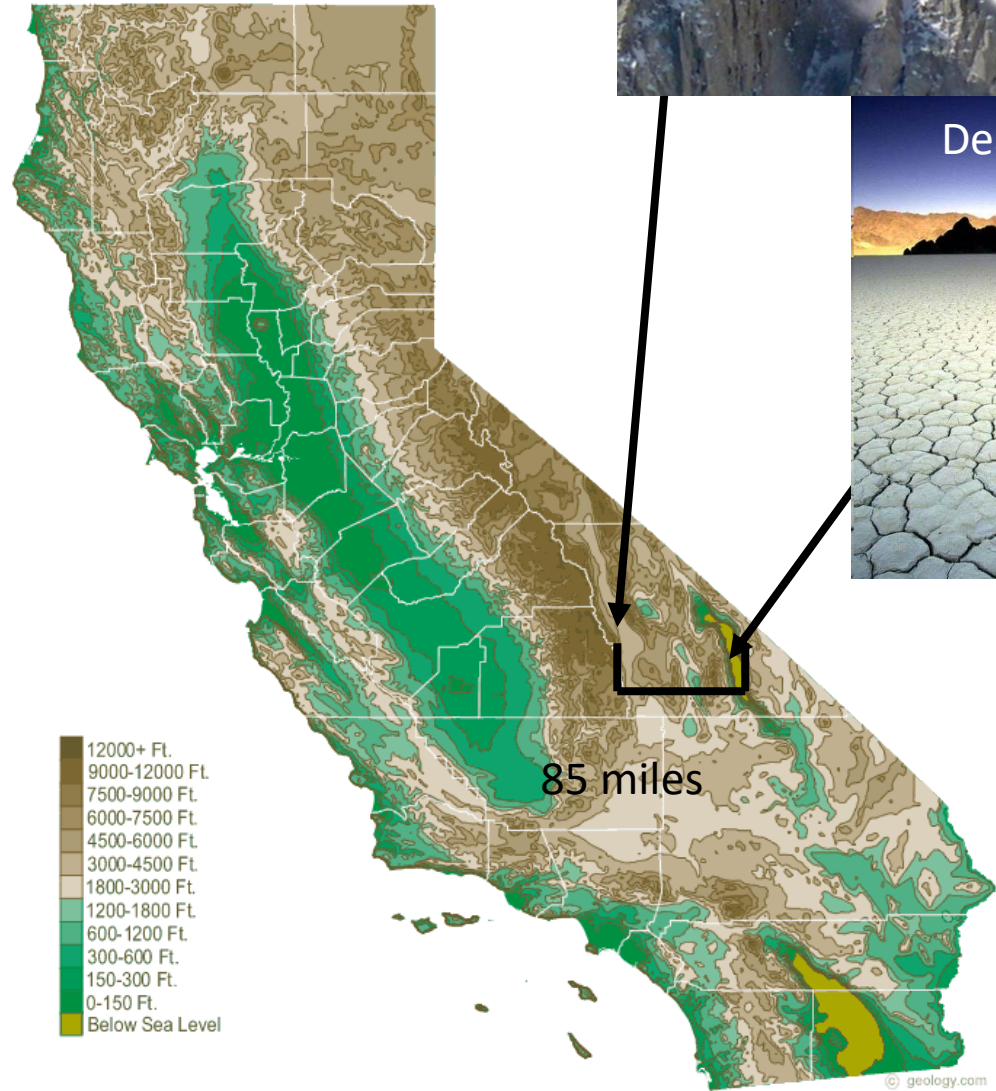 De
85 miles
12000+ Ft.
9000-12000 Ft.
7500-9000 Ft.
6000-7500 Ft.
4500-6000 Ft.
3000-4500 Ft.
1800-3000 Ft.
1200-1800 Ft.
600-1200 Ft.
300-600 Ft.
150-300 Ft.
0-150 Ft.
Below Sea Level
© geology.com